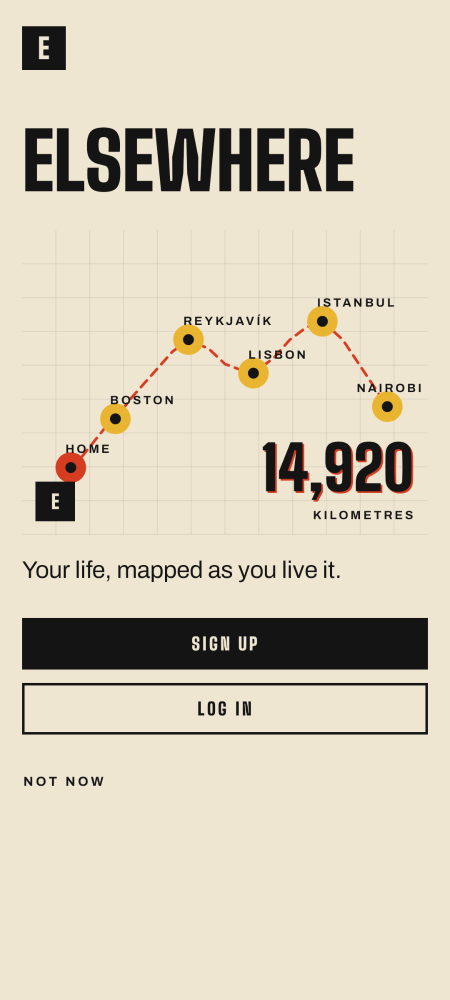 E
ELSEWHERE
ISTANBUL
REYKJAVÍK
LISBON
NAIROBI
BOSTON
HOME
14,920
E
KILOMETRES
Your life, mapped as you live it.
SIGN UP
LOG IN
NOT NOW